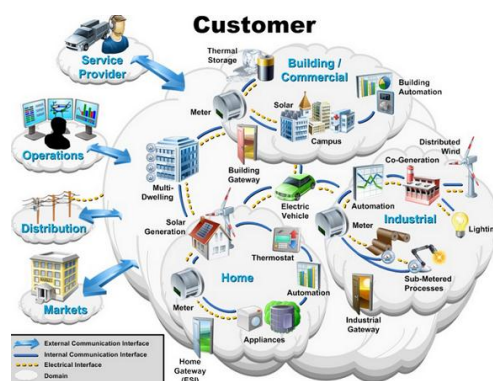 Customer
Thermal
Storage
Building /
Commercial
Service
Provider
Meter
Solar
Building
Automation
Campus
Operations
Multi-
Dwelling
Building
Gateway
Distributed
Wind
Co-Generation
Electric
Vehicle
Automation
Industrial
Distribution
Solar
Generation
Meter
Lighting
Thermostat
Home
Sub-Metered
Processes
Automation
Meter
Markets
Appliances
Industrial
Gateway
Home
Gateway
(ESI)
External Communication Interface
Internal Communication Interface
Electrical Interface
Domain